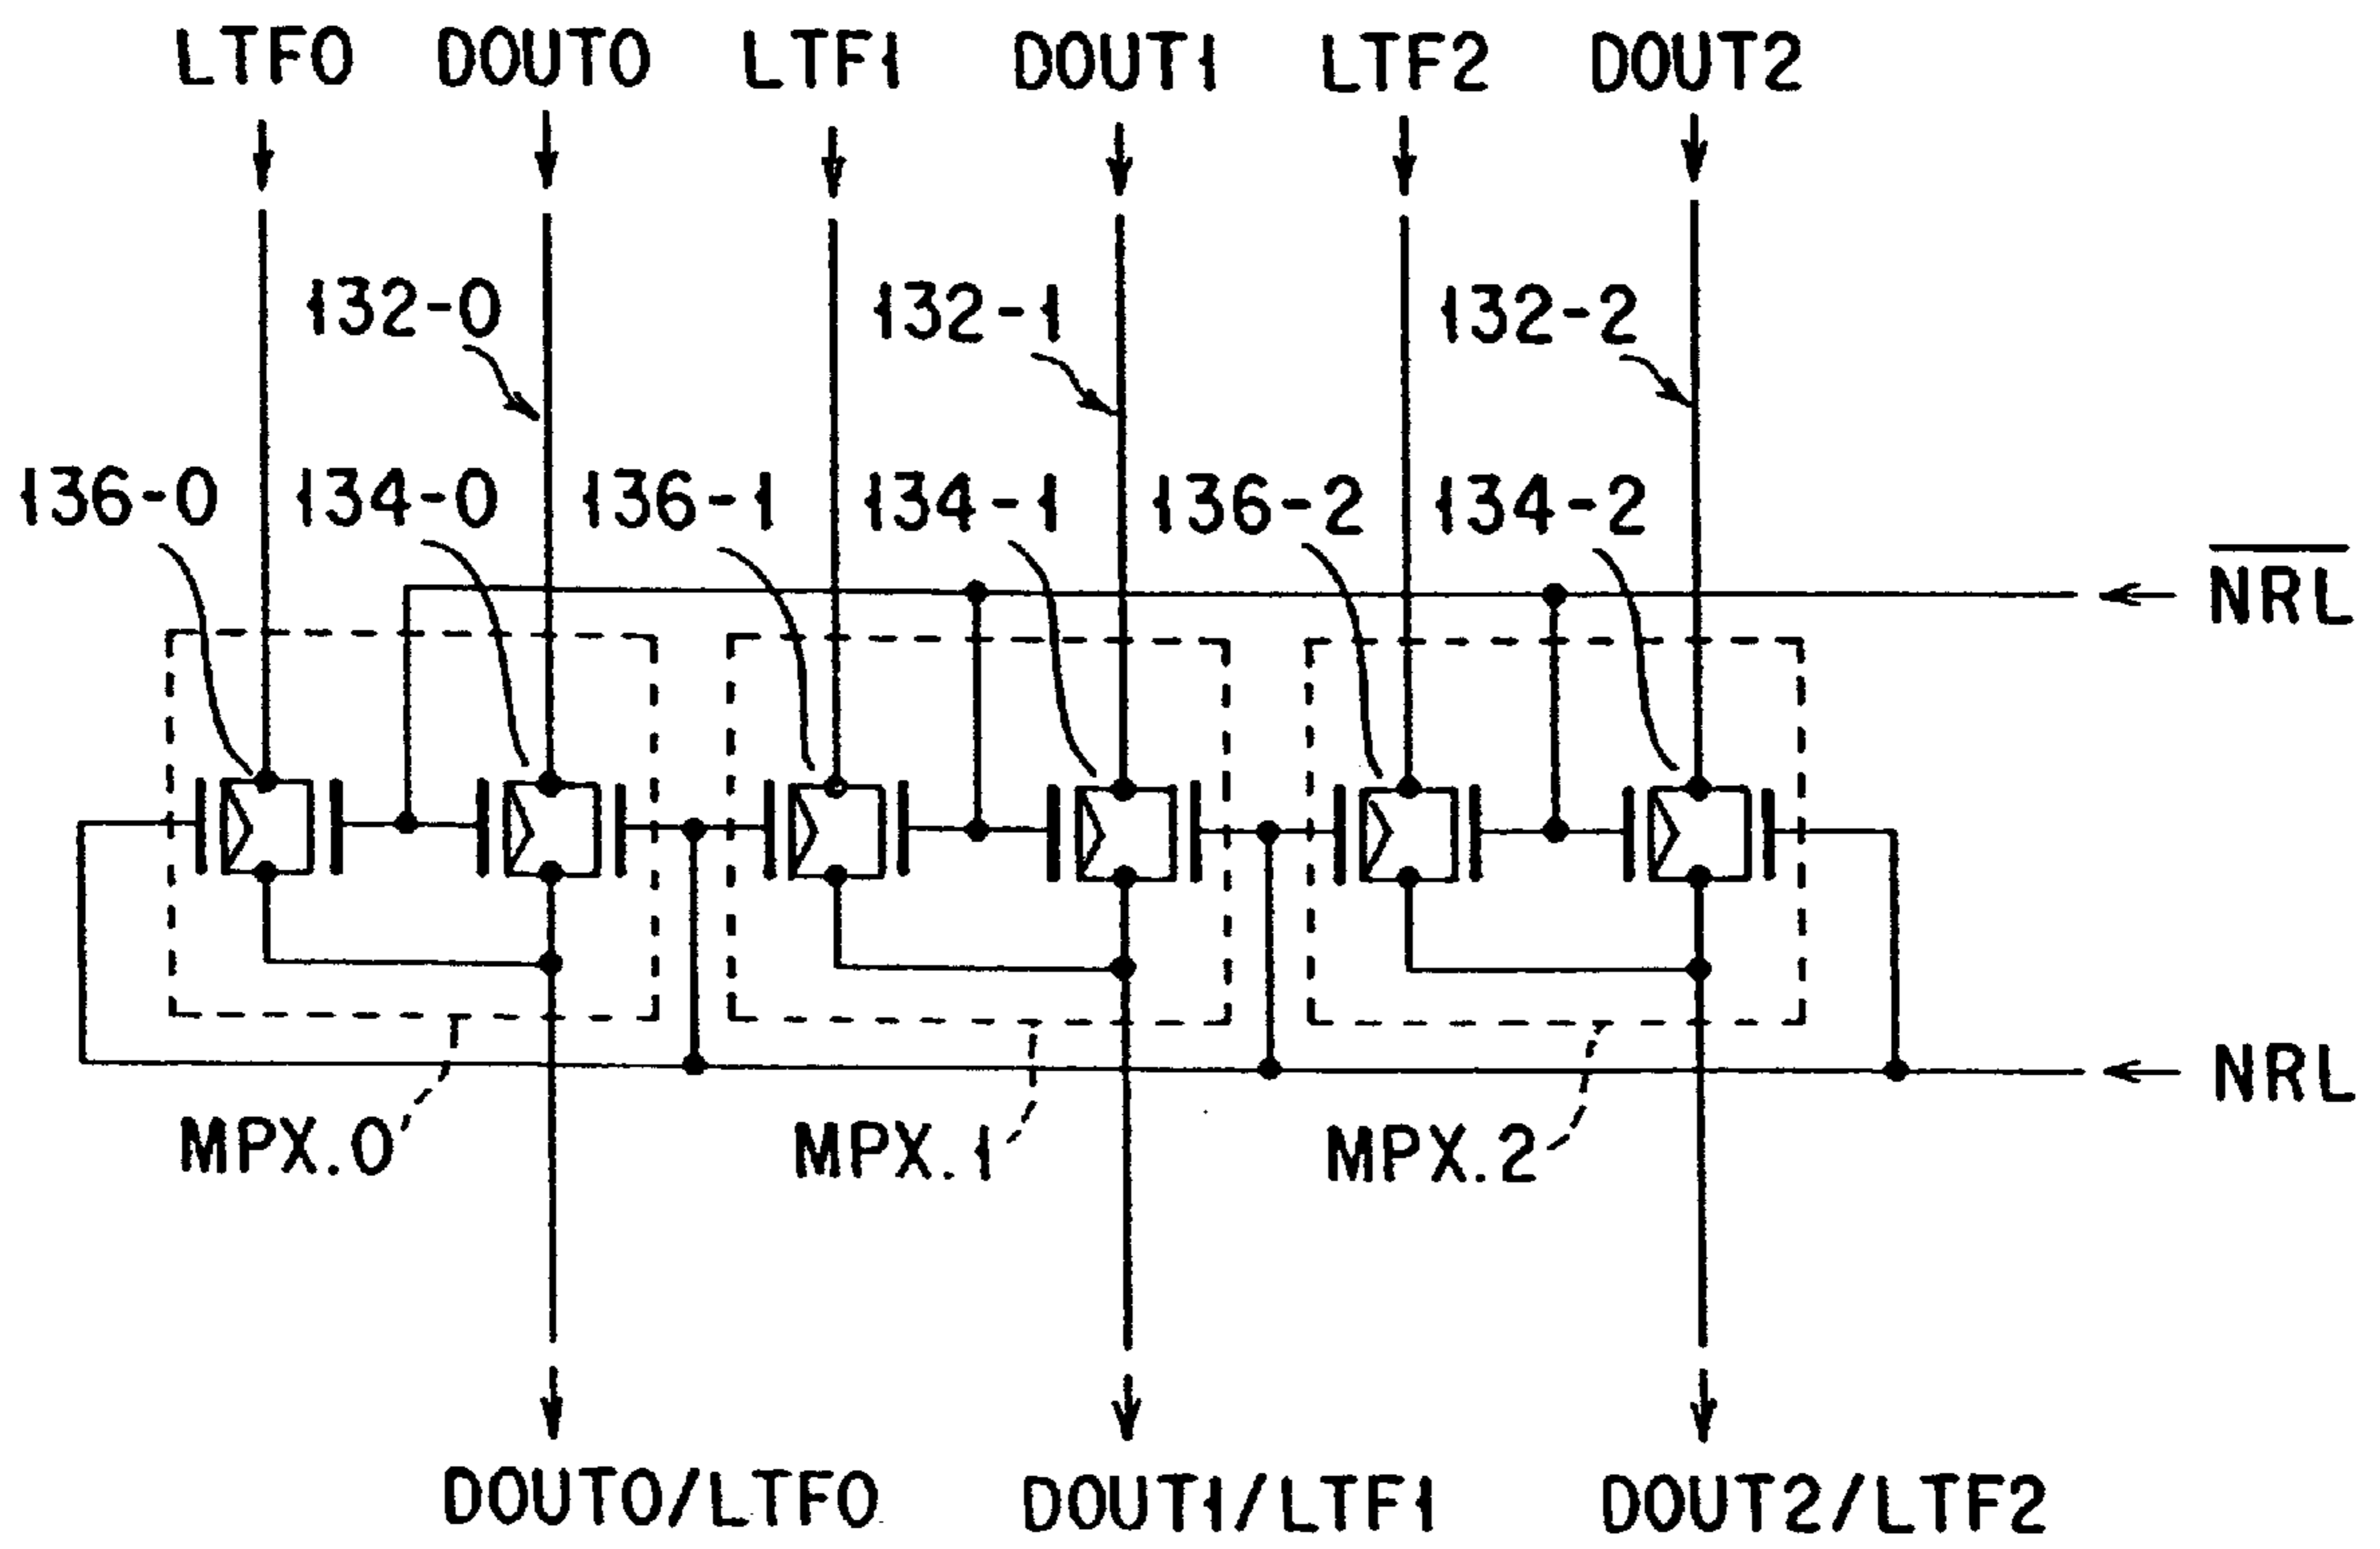 LTF0 DOUT0 LTF1 DOUT1 LTF2 DOUT2
132-0 132-1 132-2
136-0 134-0 136-1 134-1 136-2 134-2
N̅R̅L̅
NRL
MPX.0 MPX.1 MPX.2
DOUT0/LTF0 DOUT1/LTF1 DOUT2/LTF2